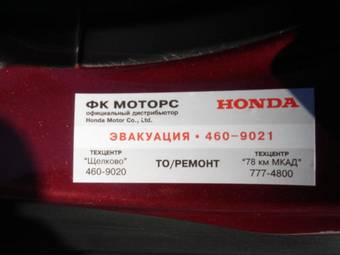 ФК МОТОРС
официальный дистрибьютор
Honda Motor Co., Ltd.
HONDA
ЭВАКУАЦИЯ • 460-9021
ТЕХЦЕНТР
"Щелково"
460-9020
ТО/РЕМОНТ
ТЕХЦЕНТР
"78 км МКАД"
777-4800